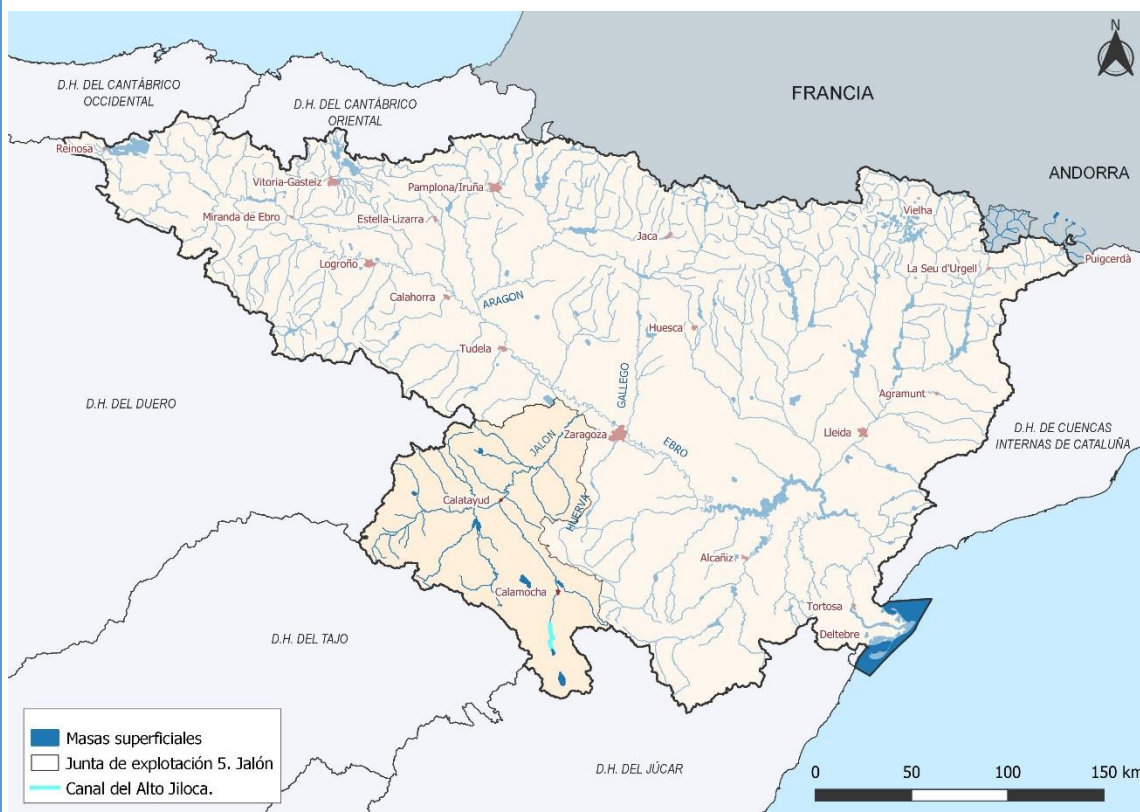 N
D.H. DEL CANTÁBRICO
OCCIDENTAL
D.H. DEL CANTÁBRICO
ORIENTAL
FRANCIA
ANDORRA
Reinosa
Vitoria-Gasteiz
Pamplona/Iruña
Vielha
Miranda de Ebro
Estella-Lizarra
Jaca
Puigcerdà
Logroño
La Seu d'Urgell
Calahorra
ARAGON
Huesca
Tudela
GALLEGO
Agramunt
D.H. DEL DUERO
JALON
Zaragoza
EBRO
Lleida
D.H. DE CUENCAS
INTERNAS DE CATALUÑA
Calatayud
HUERVA
Alcañiz
Calamocha
Tortosa
Deltebre
D.H. DEL TAJO
Masas superficiales
Junta de explotación 5. Jalón
Canal del Alto Jiloca.
D.H. DEL JÚCAR
0 50 100 150 km